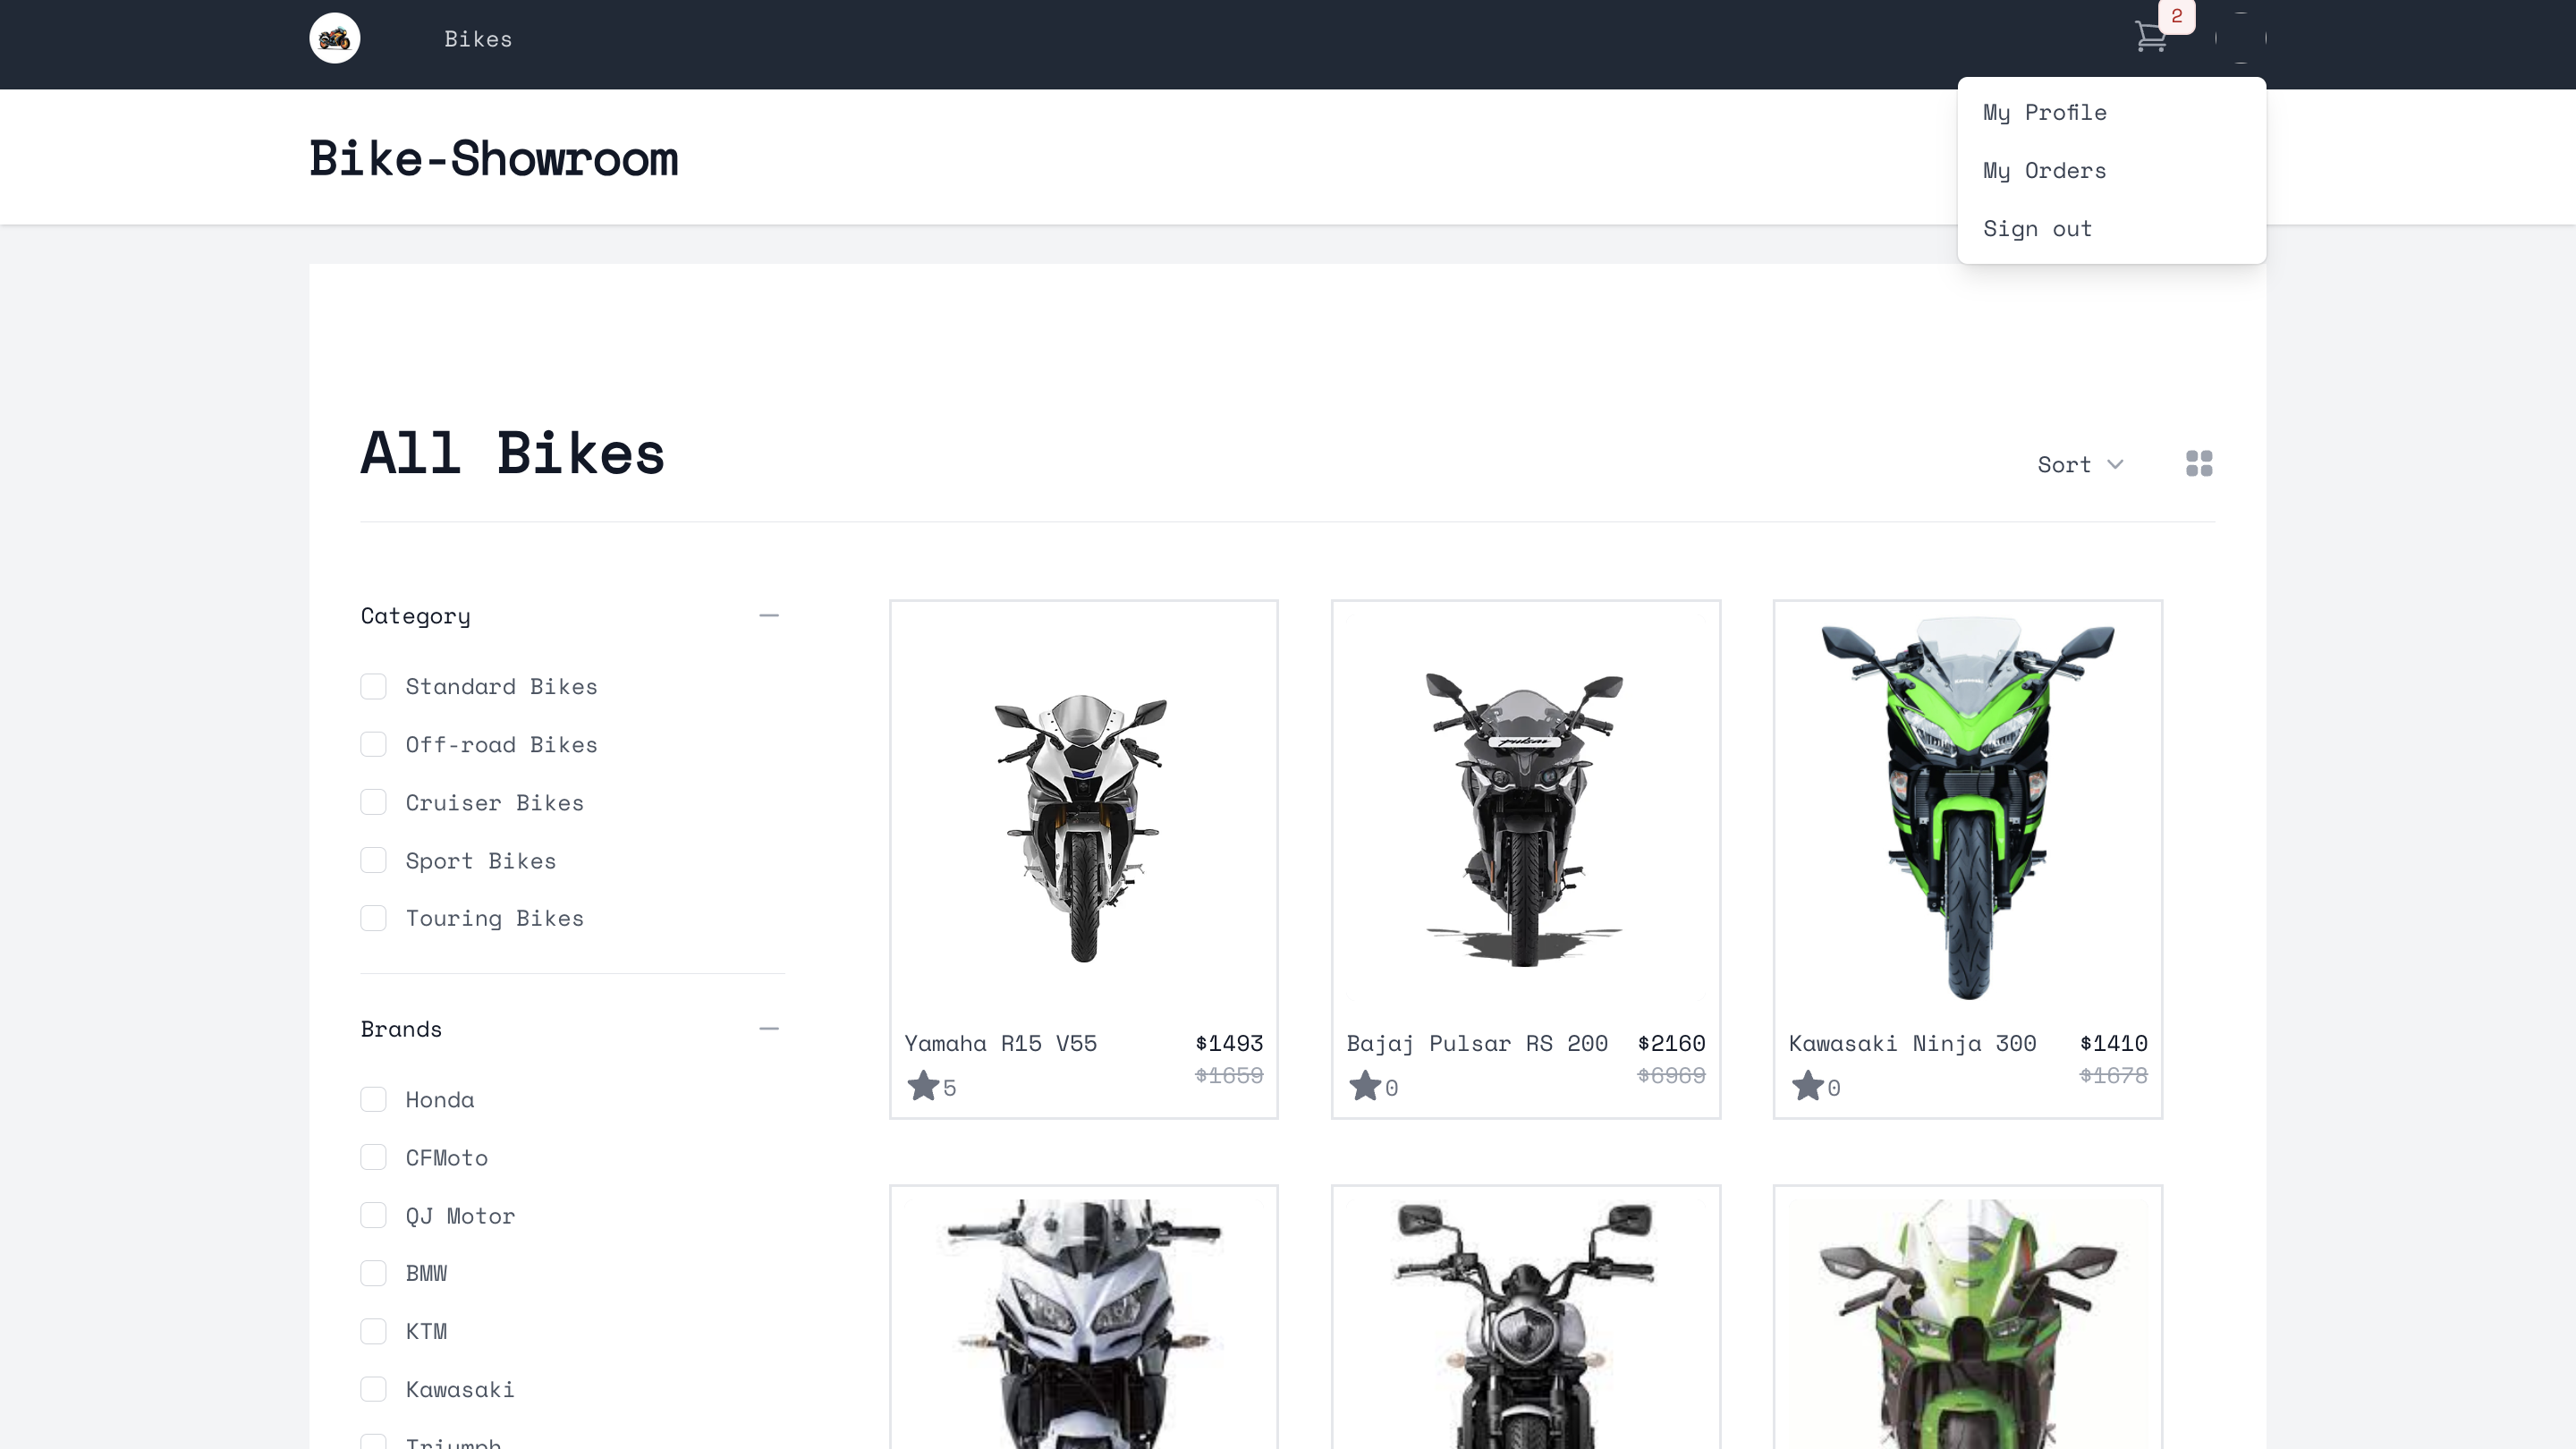 Bikes
2
My Profile
My Orders
Sign out
Bike-Showroom
All Bikes
Sort
Category
Standard Bikes
Off-road Bikes
Cruiser Bikes
Sport Bikes
Touring Bikes
Brands
Honda
CFMoto
QJ Motor
BMW
KTM
Kawasaki
Triumph
pulsar
Yamaha R15 V55 $1493
5 $1659
Bajaj Pulsar RS 200 $2160
0 $6969
Kawasaki Ninja 300 $1410
0 $1678